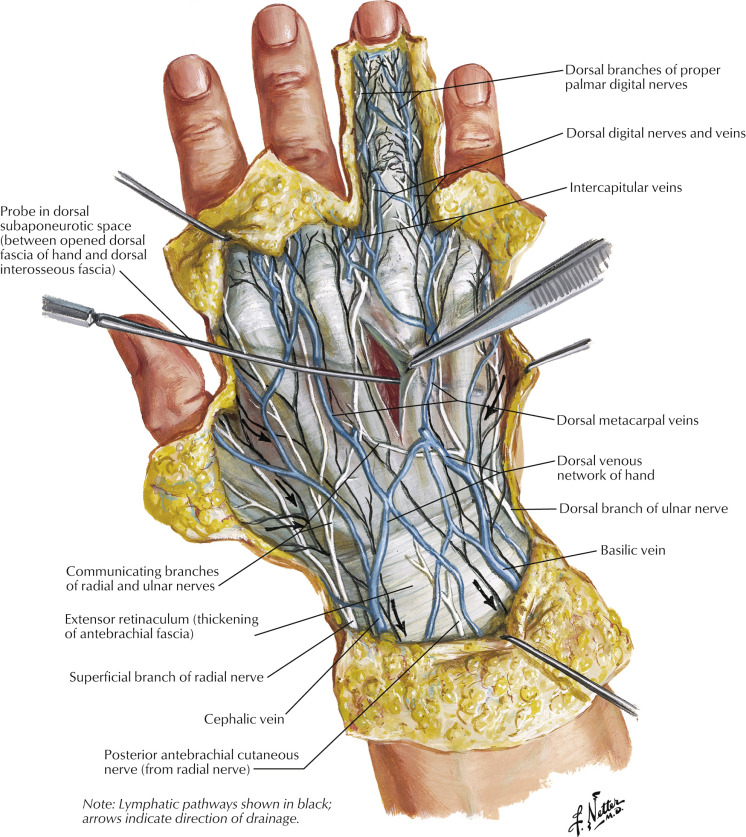 Dorsal branches of proper
palmar digital nerves
Dorsal digital nerves and veins
Intercapitular veins
Probe in dorsal
subaponeurotic space
(between opened dorsal
fascia of hand and dorsal
interosseous fascia)
Dorsal metacarpal veins
Dorsal venous
network of hand
Dorsal branch of ulnar nerve
Basilic vein
Communicating branches
of radial and ulnar nerves
Extensor retinaculum (thickening
of antebrachial fascia)
Superficial branch of radial nerve
Cephalic vein
Posterior antebrachial cutaneous
nerve (from radial nerve)
Note: Lymphatic pathways shown in black;
arrows indicate direction of drainage.
F. Netter
M.D.